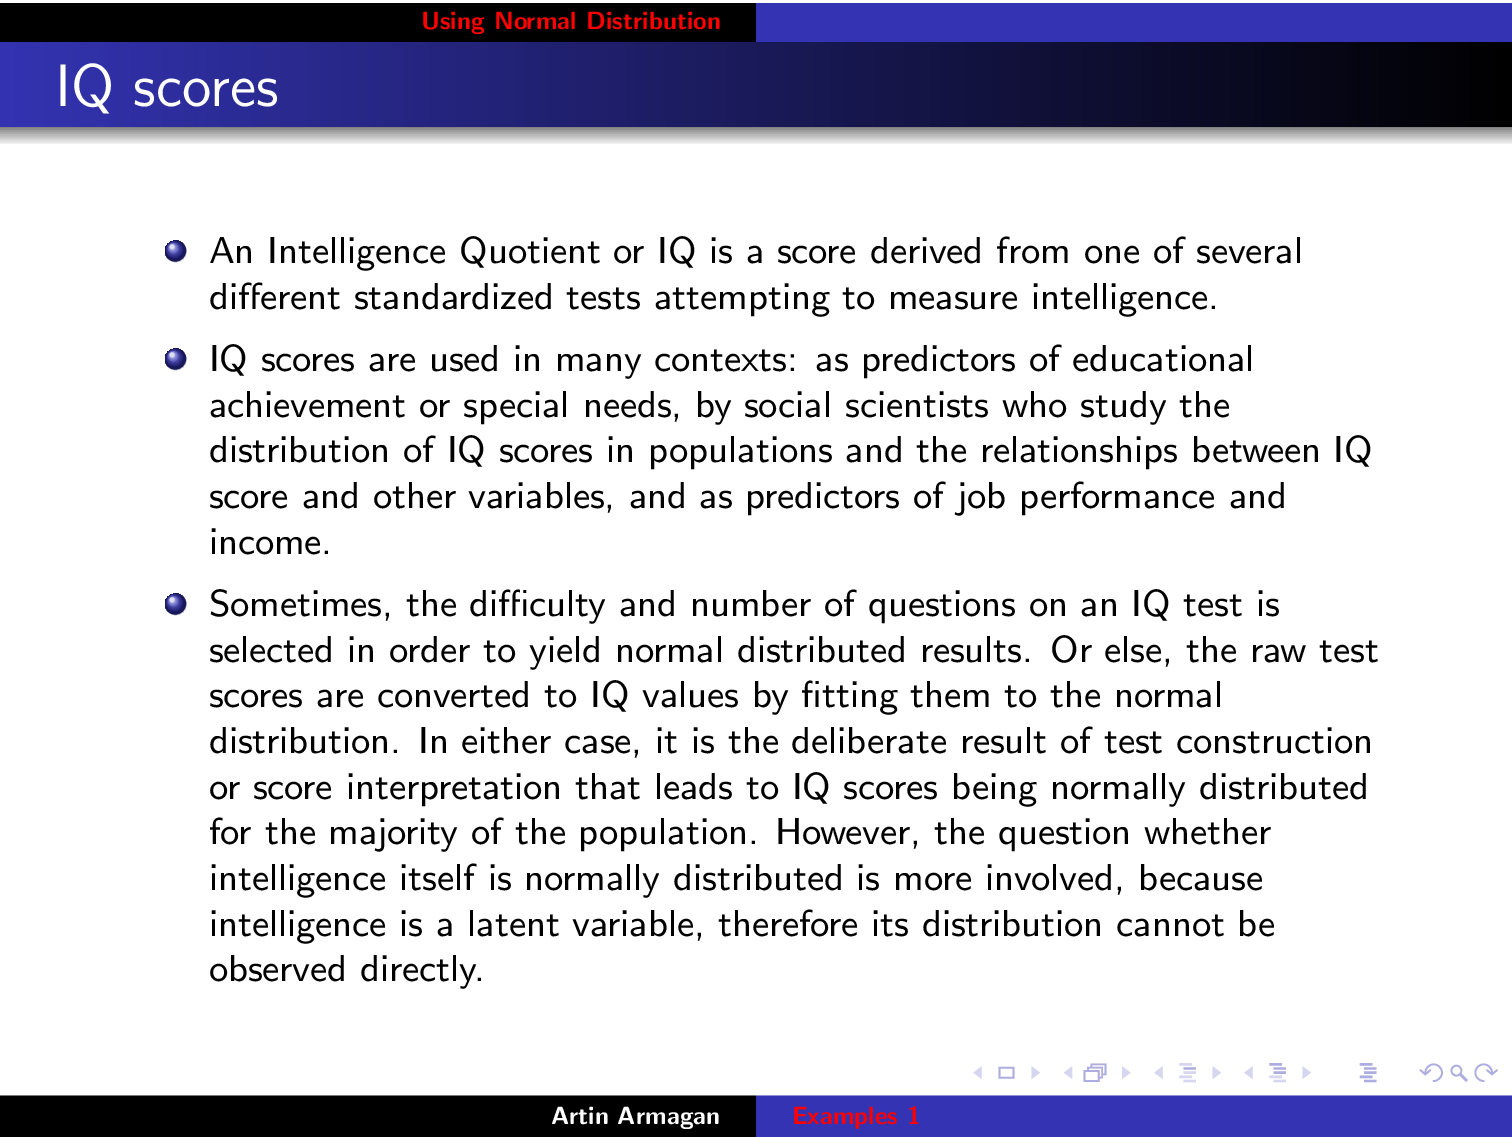 Using Normal Distribution
IQ scores
An Intelligence Quotient or IQ is a score derived from one of several
different standardized tests attempting to measure intelligence.
IQ scores are used in many contexts: as predictors of educational
achievement or special needs, by social scientists who study the
distribution of IQ scores in populations and the relationships between IQ
score and other variables, and as predictors of job performance and
income.
Sometimes, the difficulty and number of questions on an IQ test is
selected in order to yield normal distributed results. Or else, the raw test
scores are converted to IQ values by fitting them to the normal
distribution. In either case, it is the deliberate result of test construction
or score interpretation that leads to IQ scores being normally distributed
for the majority of the population. However, the question whether
intelligence itself is normally distributed is more involved, because
intelligence is a latent variable, therefore its distribution cannot be
observed directly.
Artin Armagan
Examples 1